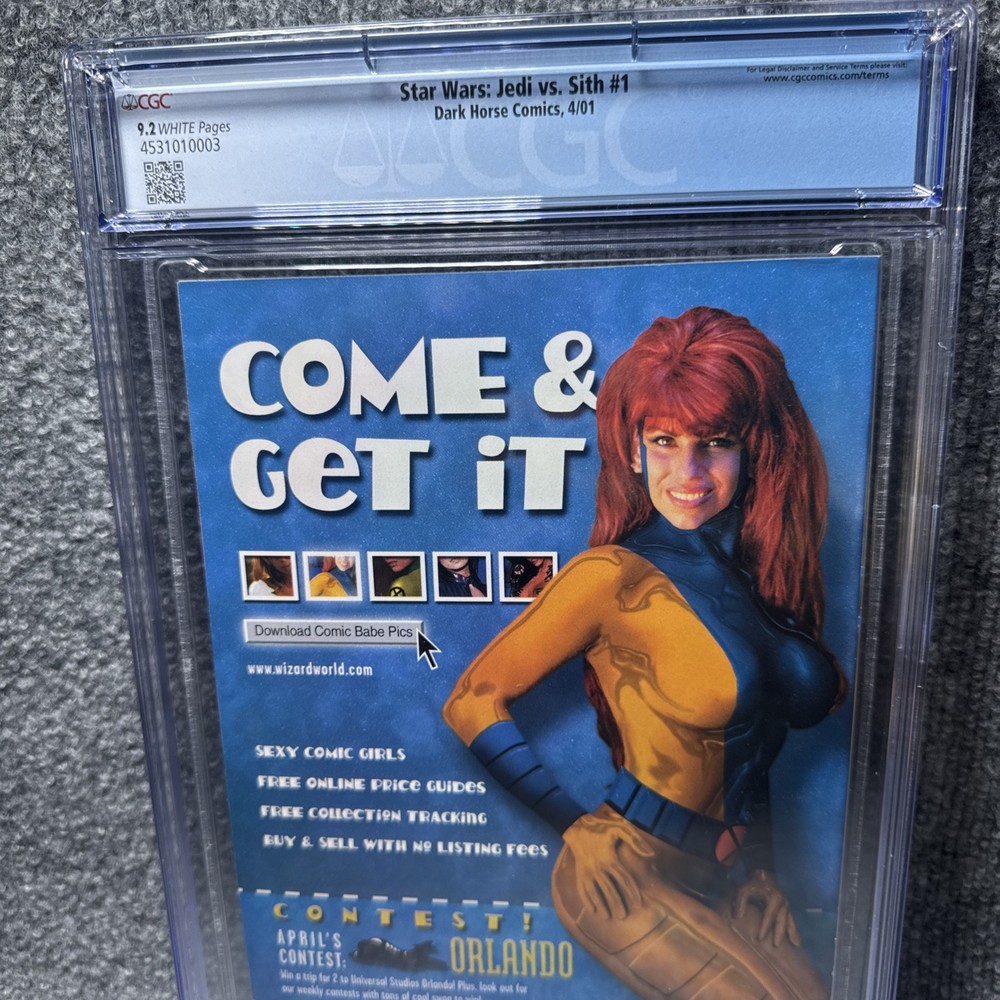 Star Wars: Jedi vs. Sith #1
Dark Horse Comics, 4/01
For Legal Disclaimer and Service Terms please visit:
www.cgccomics.com/terms
CGC
9.2 WHITE Pages
4531010003
CGC
COME &
GeT iT
Download Comic Babe Pics
www.wizardworld.com
SEXY COMIC GIRLS
FREE ONLINE PRICE GUIDES
FREE COLLECTION TRACKING
BUY & SELL WITH NO LISTING FEES
CONTEST!
APRIL'S
CONTEST:
ORLANDO
Win a trip for 2 to Universal Studios Orlando! Plus, look out for
our weekly contests with tons of cool swag to win!